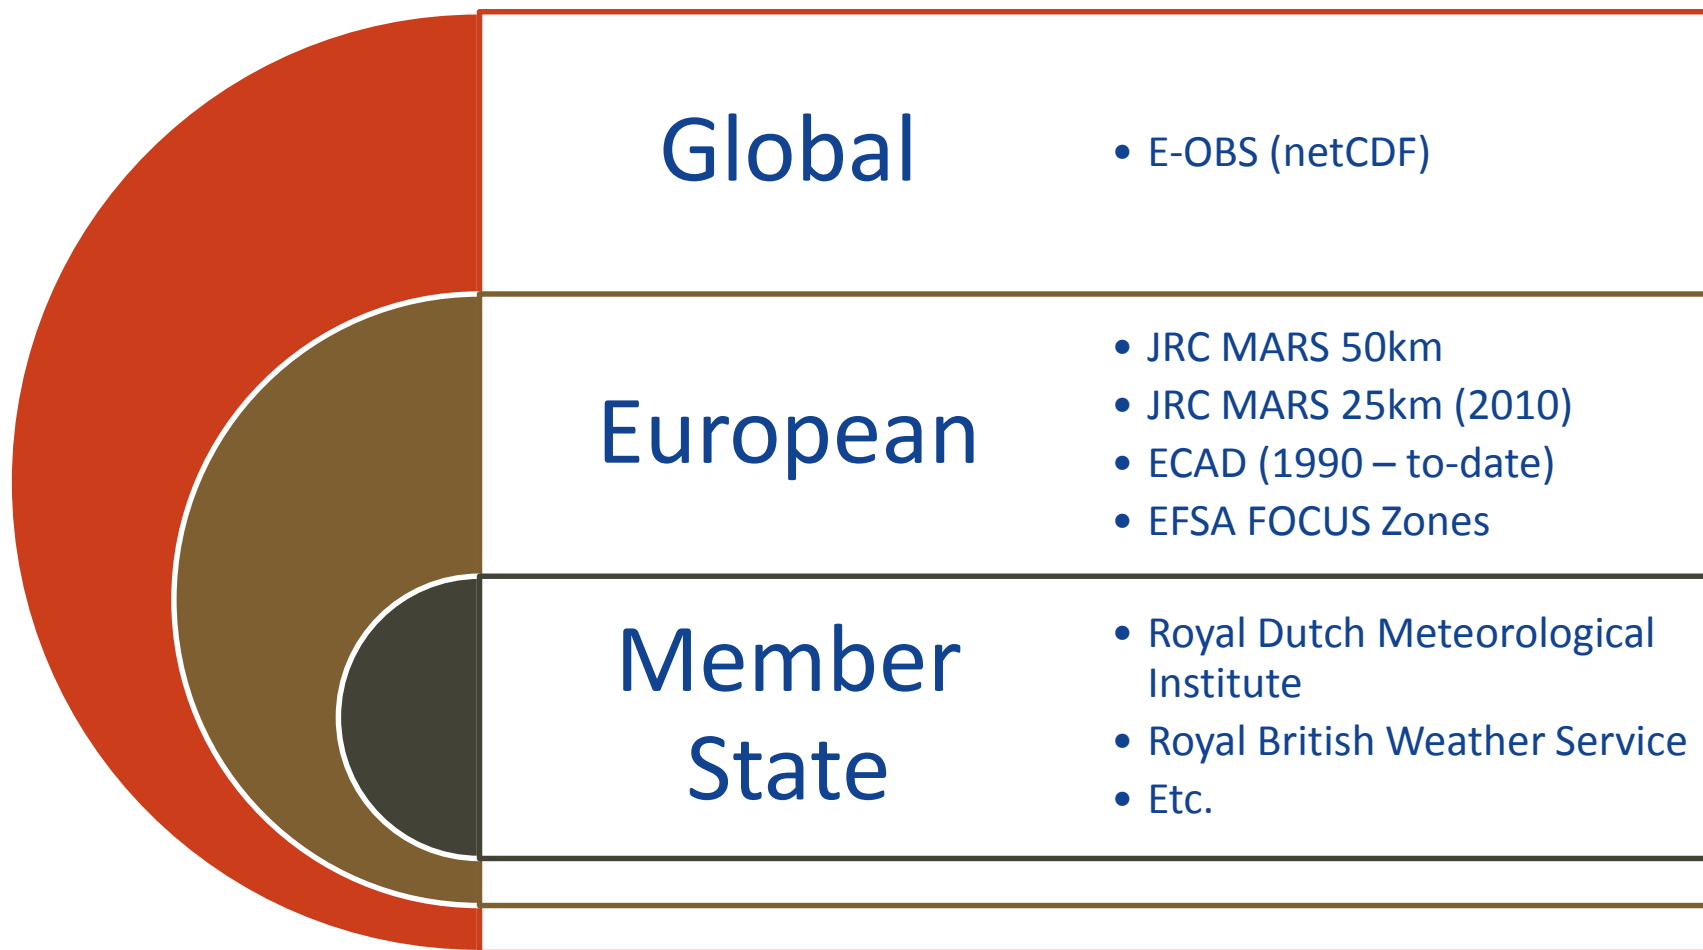 Global
• E-OBS (netCDF)
European
• JRC MARS 50km
• JRC MARS 25km (2010)
• ECAD (1990 – to-date)
• EFSA FOCUS Zones
Member
State
• Royal Dutch Meteorological
Institute
• Royal British Weather Service
• Etc.